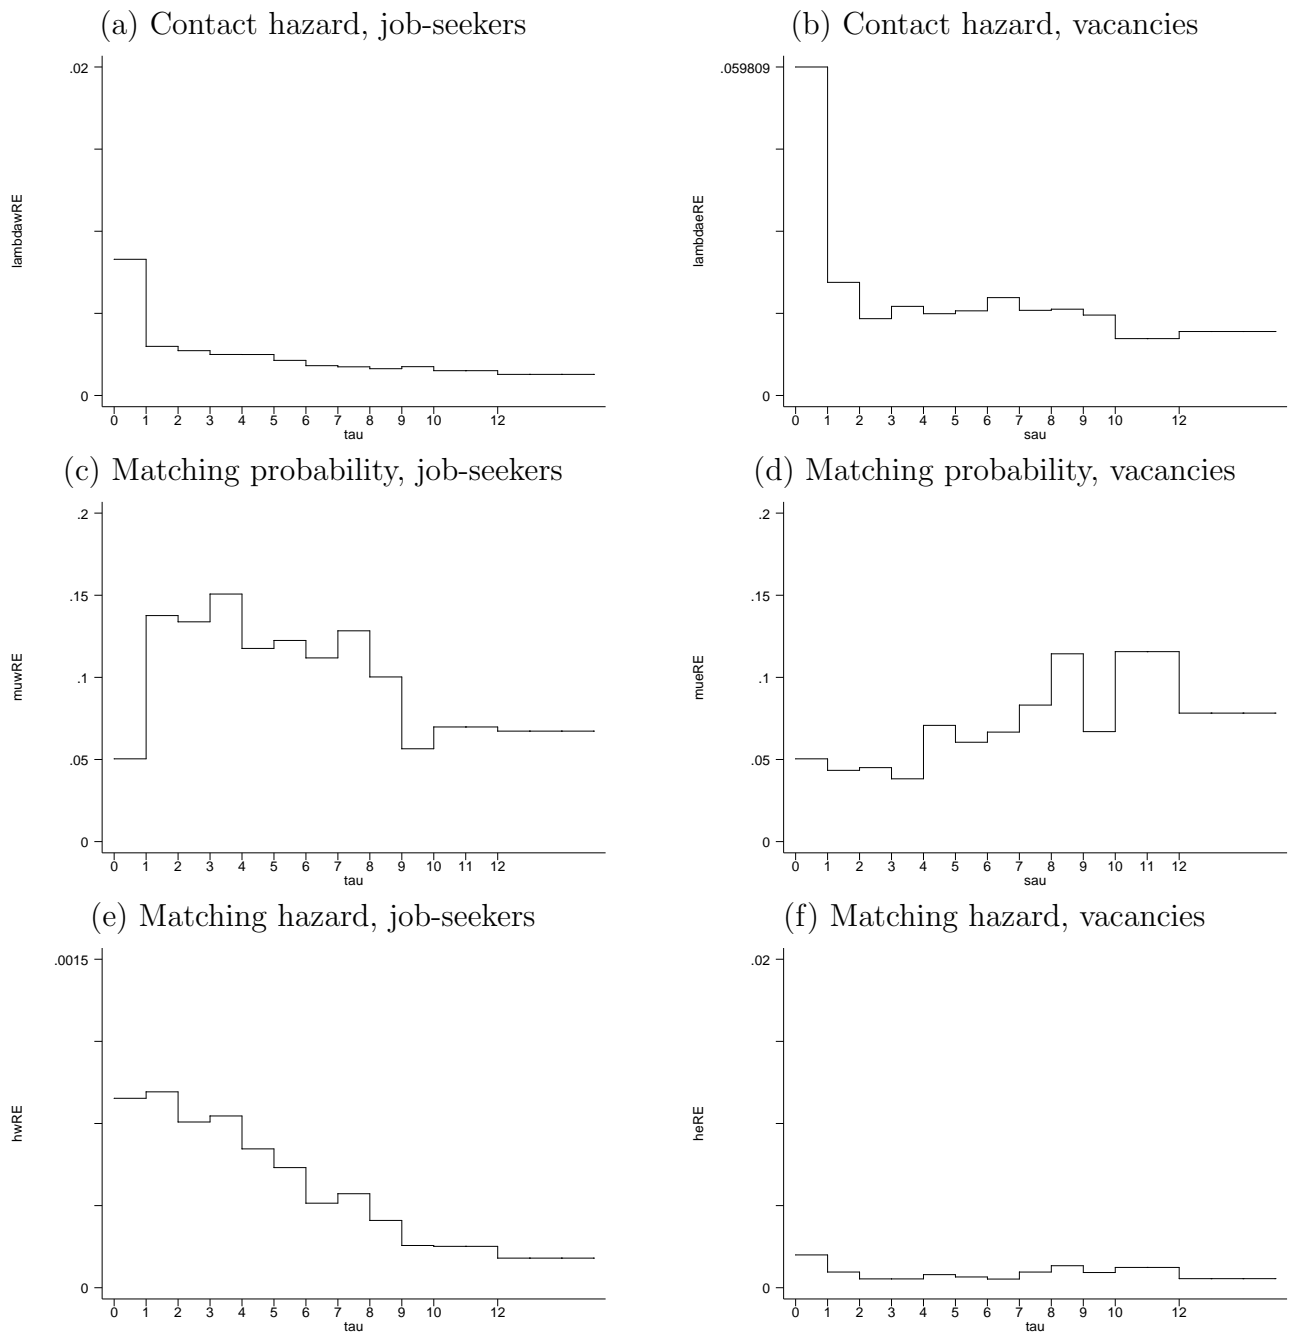 (a) Contact hazard, job-seekers
.02
lambdawRE
0
0 1 2 3 4 5 6 7 8 9 10 12
tau
(b) Contact hazard, vacancies
.059809
lambdaeRE
0
0 1 2 3 4 5 6 7 8 9 10 12
sau
(c) Matching probability, job-seekers
.2
.15
muwRE
.1
.05
0
0 1 2 3 4 5 6 7 8 9 10 11 12
tau
(d) Matching probability, vacancies
.2
.15
mueRE
.1
.05
0
0 1 2 3 4 5 6 7 8 9 10 11 12
sau
(e) Matching hazard, job-seekers
.0015
hwRE
0
0 1 2 3 4 5 6 7 8 9 10 12
tau
(f) Matching hazard, vacancies
.02
heRE
0
0 1 2 3 4 5 6 7 8 9 10 12
tau